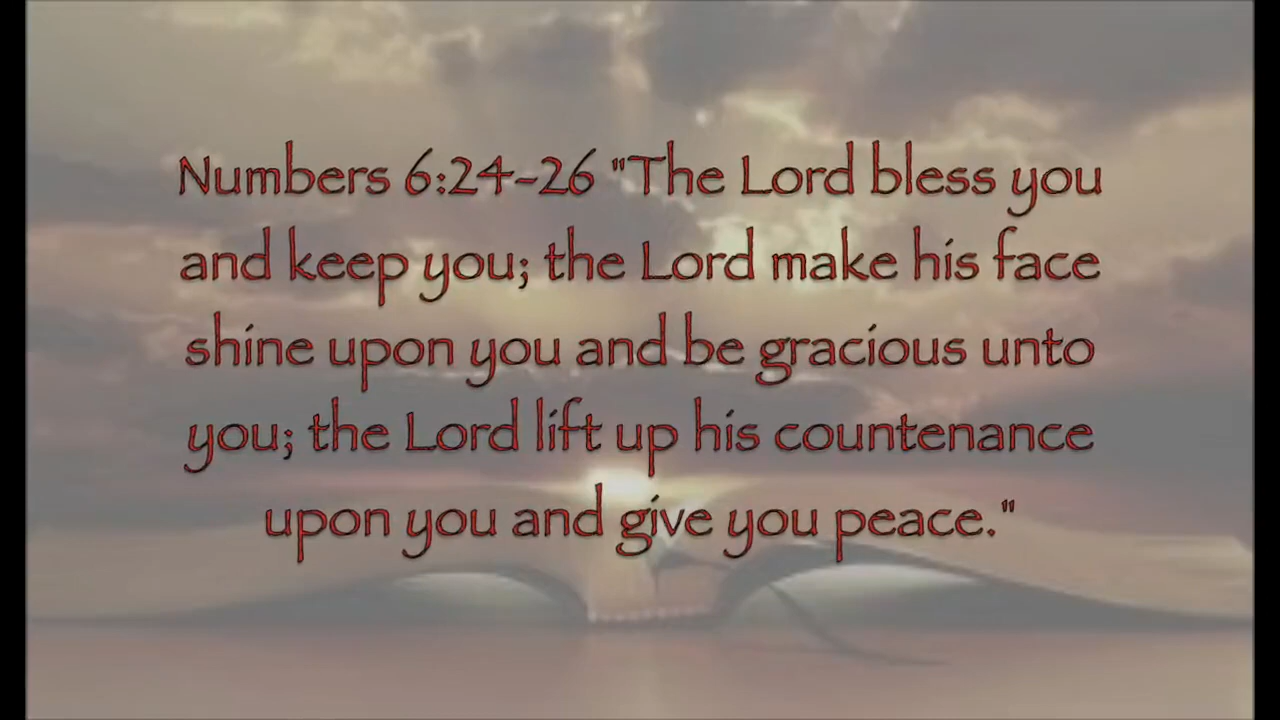 Numbers 6:24-26 "The Lord bless you
and keep you; the Lord make his face
shine upon you and be gracious unto
you; the Lord lift up his countenance
upon you and give you peace."